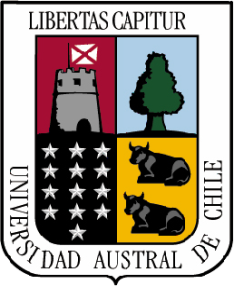 LIBERTAS CAPITUR
UNIVERSIDAD AUSTRAL DE CHILE